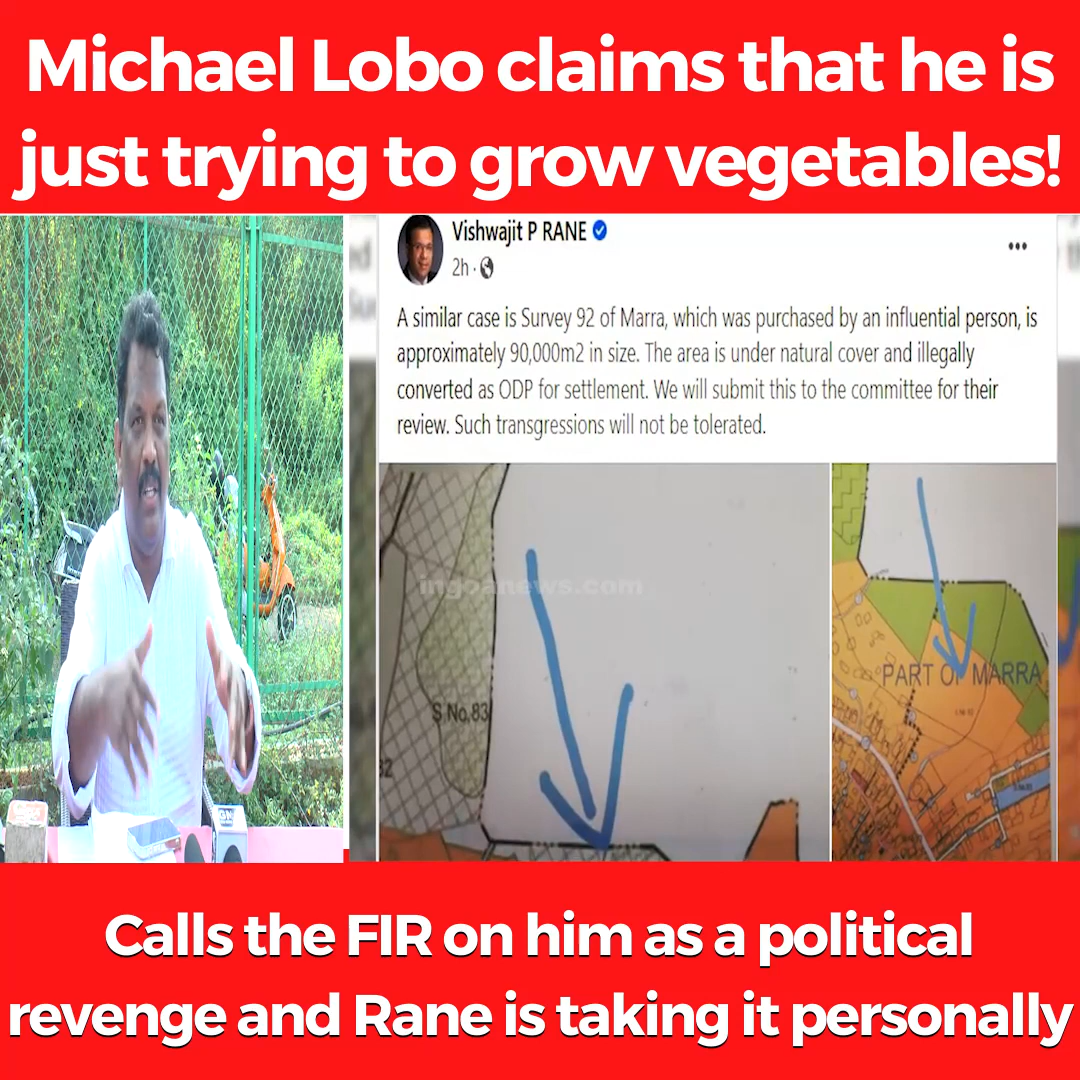 Michael Lobo claims that he is
just trying to grow vegetables!
Vishwajit P RANE
2h ·
A similar case is Survey 92 of Marra, which was purchased by an influential person, is
approximately 90,000m2 in size. The area is under natural cover and illegally
converted as ODP for settlement. We will submit this to the committee for their
review. Such transgressions will not be tolerated.
ingoanews.com
S.No.83
PART OF MARRA
Calls the FIR on him as a political
revenge and Rane is taking it personally